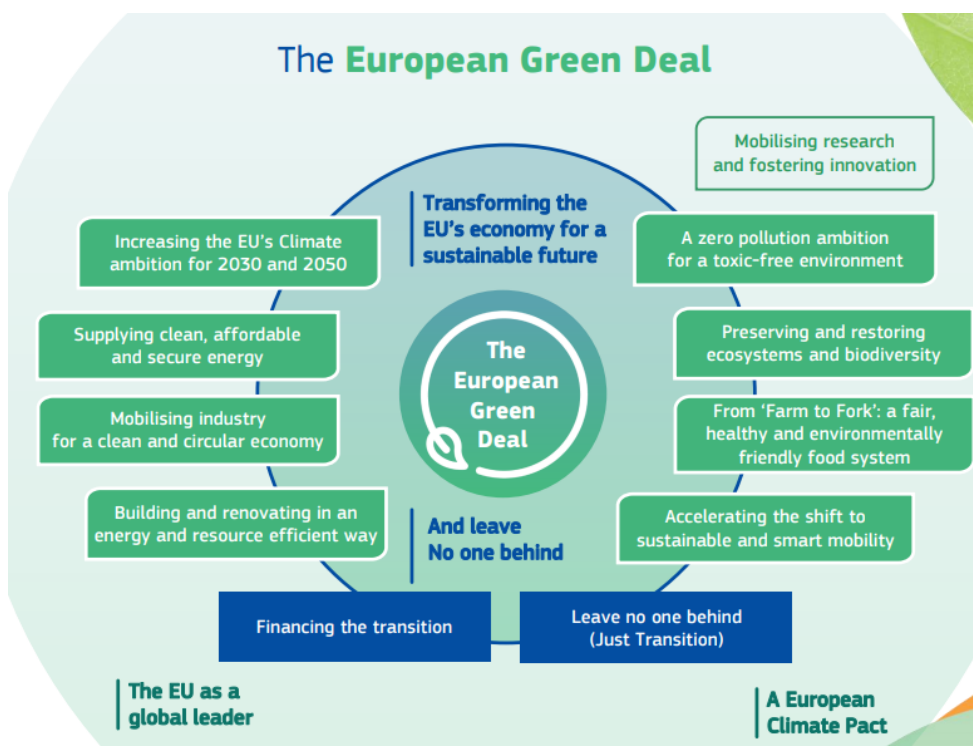 The European Green Deal
Mobilising research
and fostering innovation
Transforming the
EU's economy for a
sustainable future
Increasing the EU's Climate
ambition for 2030 and 2050
A zero pollution ambition
for a toxic-free environment
Supplying clean, affordable
and secure energy
The
European
Green
Deal
Preserving and restoring
ecosystems and biodiversity
Mobilising industry
for a clean and circular economy
From ‘Farm to Fork’: a fair,
healthy and environmentally
friendly food system
Building and renovating in an
energy and resource efficient way
And leave
No one behind
Accelerating the shift to
sustainable and smart mobility
Financing the transition
Leave no one behind
(Just Transition)
The EU as a
global leader
A European
Climate Pact